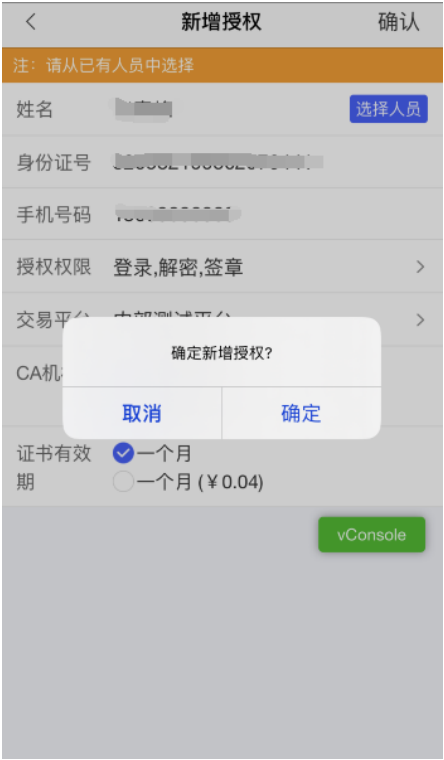 新增授权
确认
注：请从已有人员中选择
姓名
选择人员
身份证号
手机号码
授权权限 登录,解密,签章
交易平台
确定新增授权?
CA机
取消 确定
证书有效期
一个月
一个月 (￥0.04)
vConsole